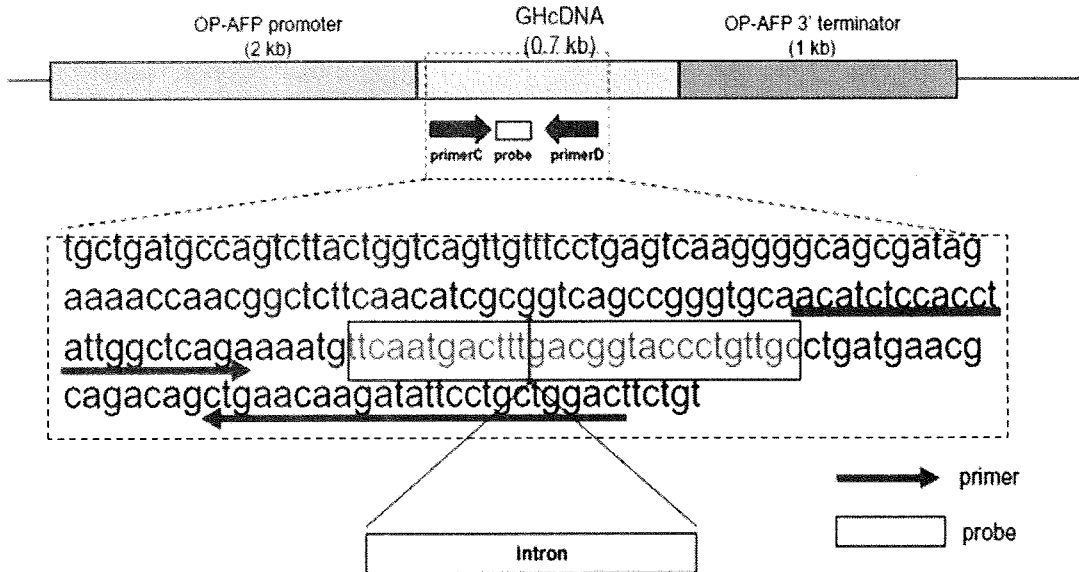 OP-AFP promoter
(2 kb)
GHcDNA
(0.7 kb)
OP-AFP 3' terminator
(1 kb)
primerC probe primerD
tgctgatgccagtcttactggtcagttgtttcctgagtcaaggggcagcgatag
aaaaccaacggctcttcaacatcgcggtcagccgggtgcaacatctccacct
attggctcagaaaatgttcaatgactttgacggtaccctgttgcctgatgaacg
cagacagctgaacaagatattcctgctggacttctgt
primer
probe
Intron